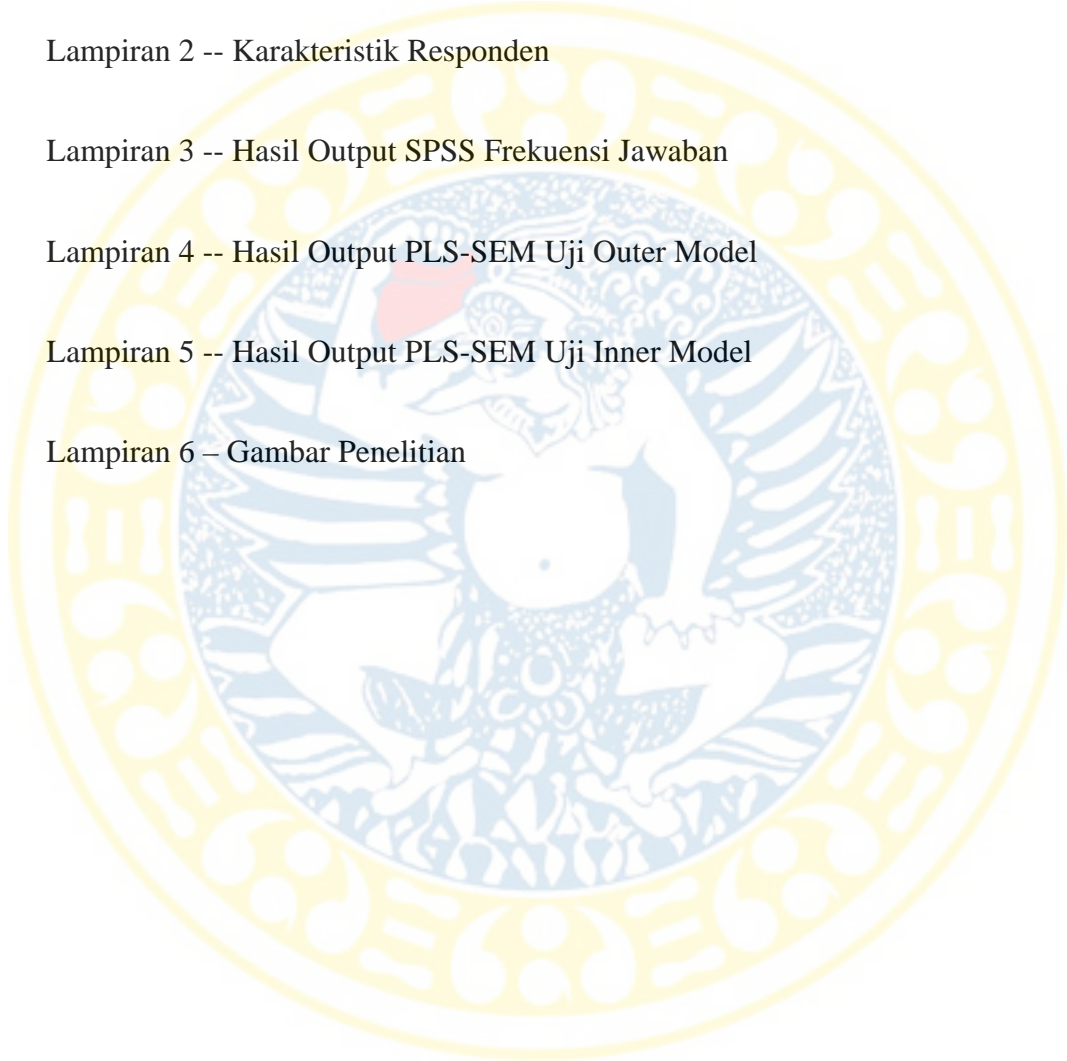 Lampiran 2 -- Karakteristik Responden
Lampiran 3 -- Hasil Output SPSS Frekuensi Jawaban
Lampiran 4 -- Hasil Output PLS-SEM Uji Outer Model
Lampiran 5 -- Hasil Output PLS-SEM Uji Inner Model
Lampiran 6 – Gambar Penelitian